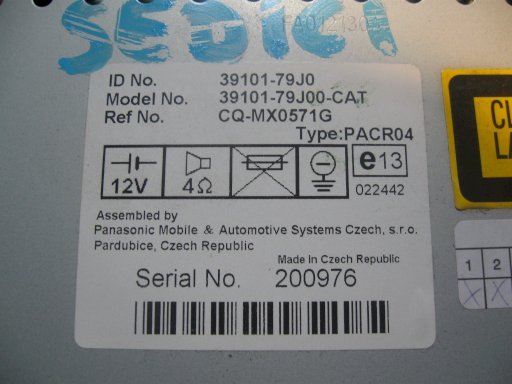 SEDICI
ID No. 39101-79J0
Model No. 39101-79J00-CAT
Ref No. CQ-MX0571G
Type:PACR04
12V 4Ω e13
022442
Assembled by
Panasonic Mobile & Automotive Systems Czech, s.r.o.
Pardubice, Czech Republic
Made In Czech Republic
Serial No. 200976
CL
LA
1 2
X X